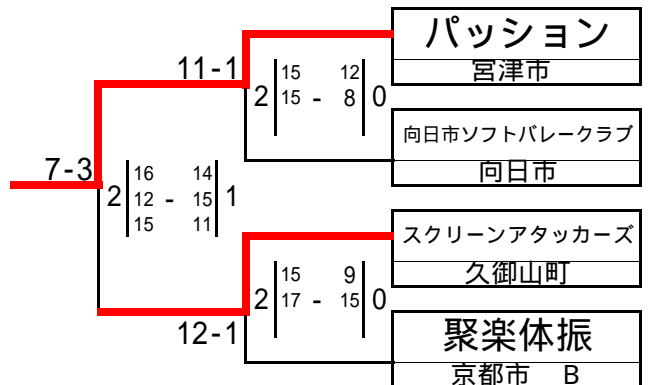 パッション
宮津市
11-1
2 15 - 12 0
15 8
向日市ソフトバレークラブ
向日市
7-3
2 16 - 14 1
12 15
15 11
スクリーンアタッカーズ
久御山町
2 15 - 9 0
17 15
12-1
聚楽体振
京都市 B